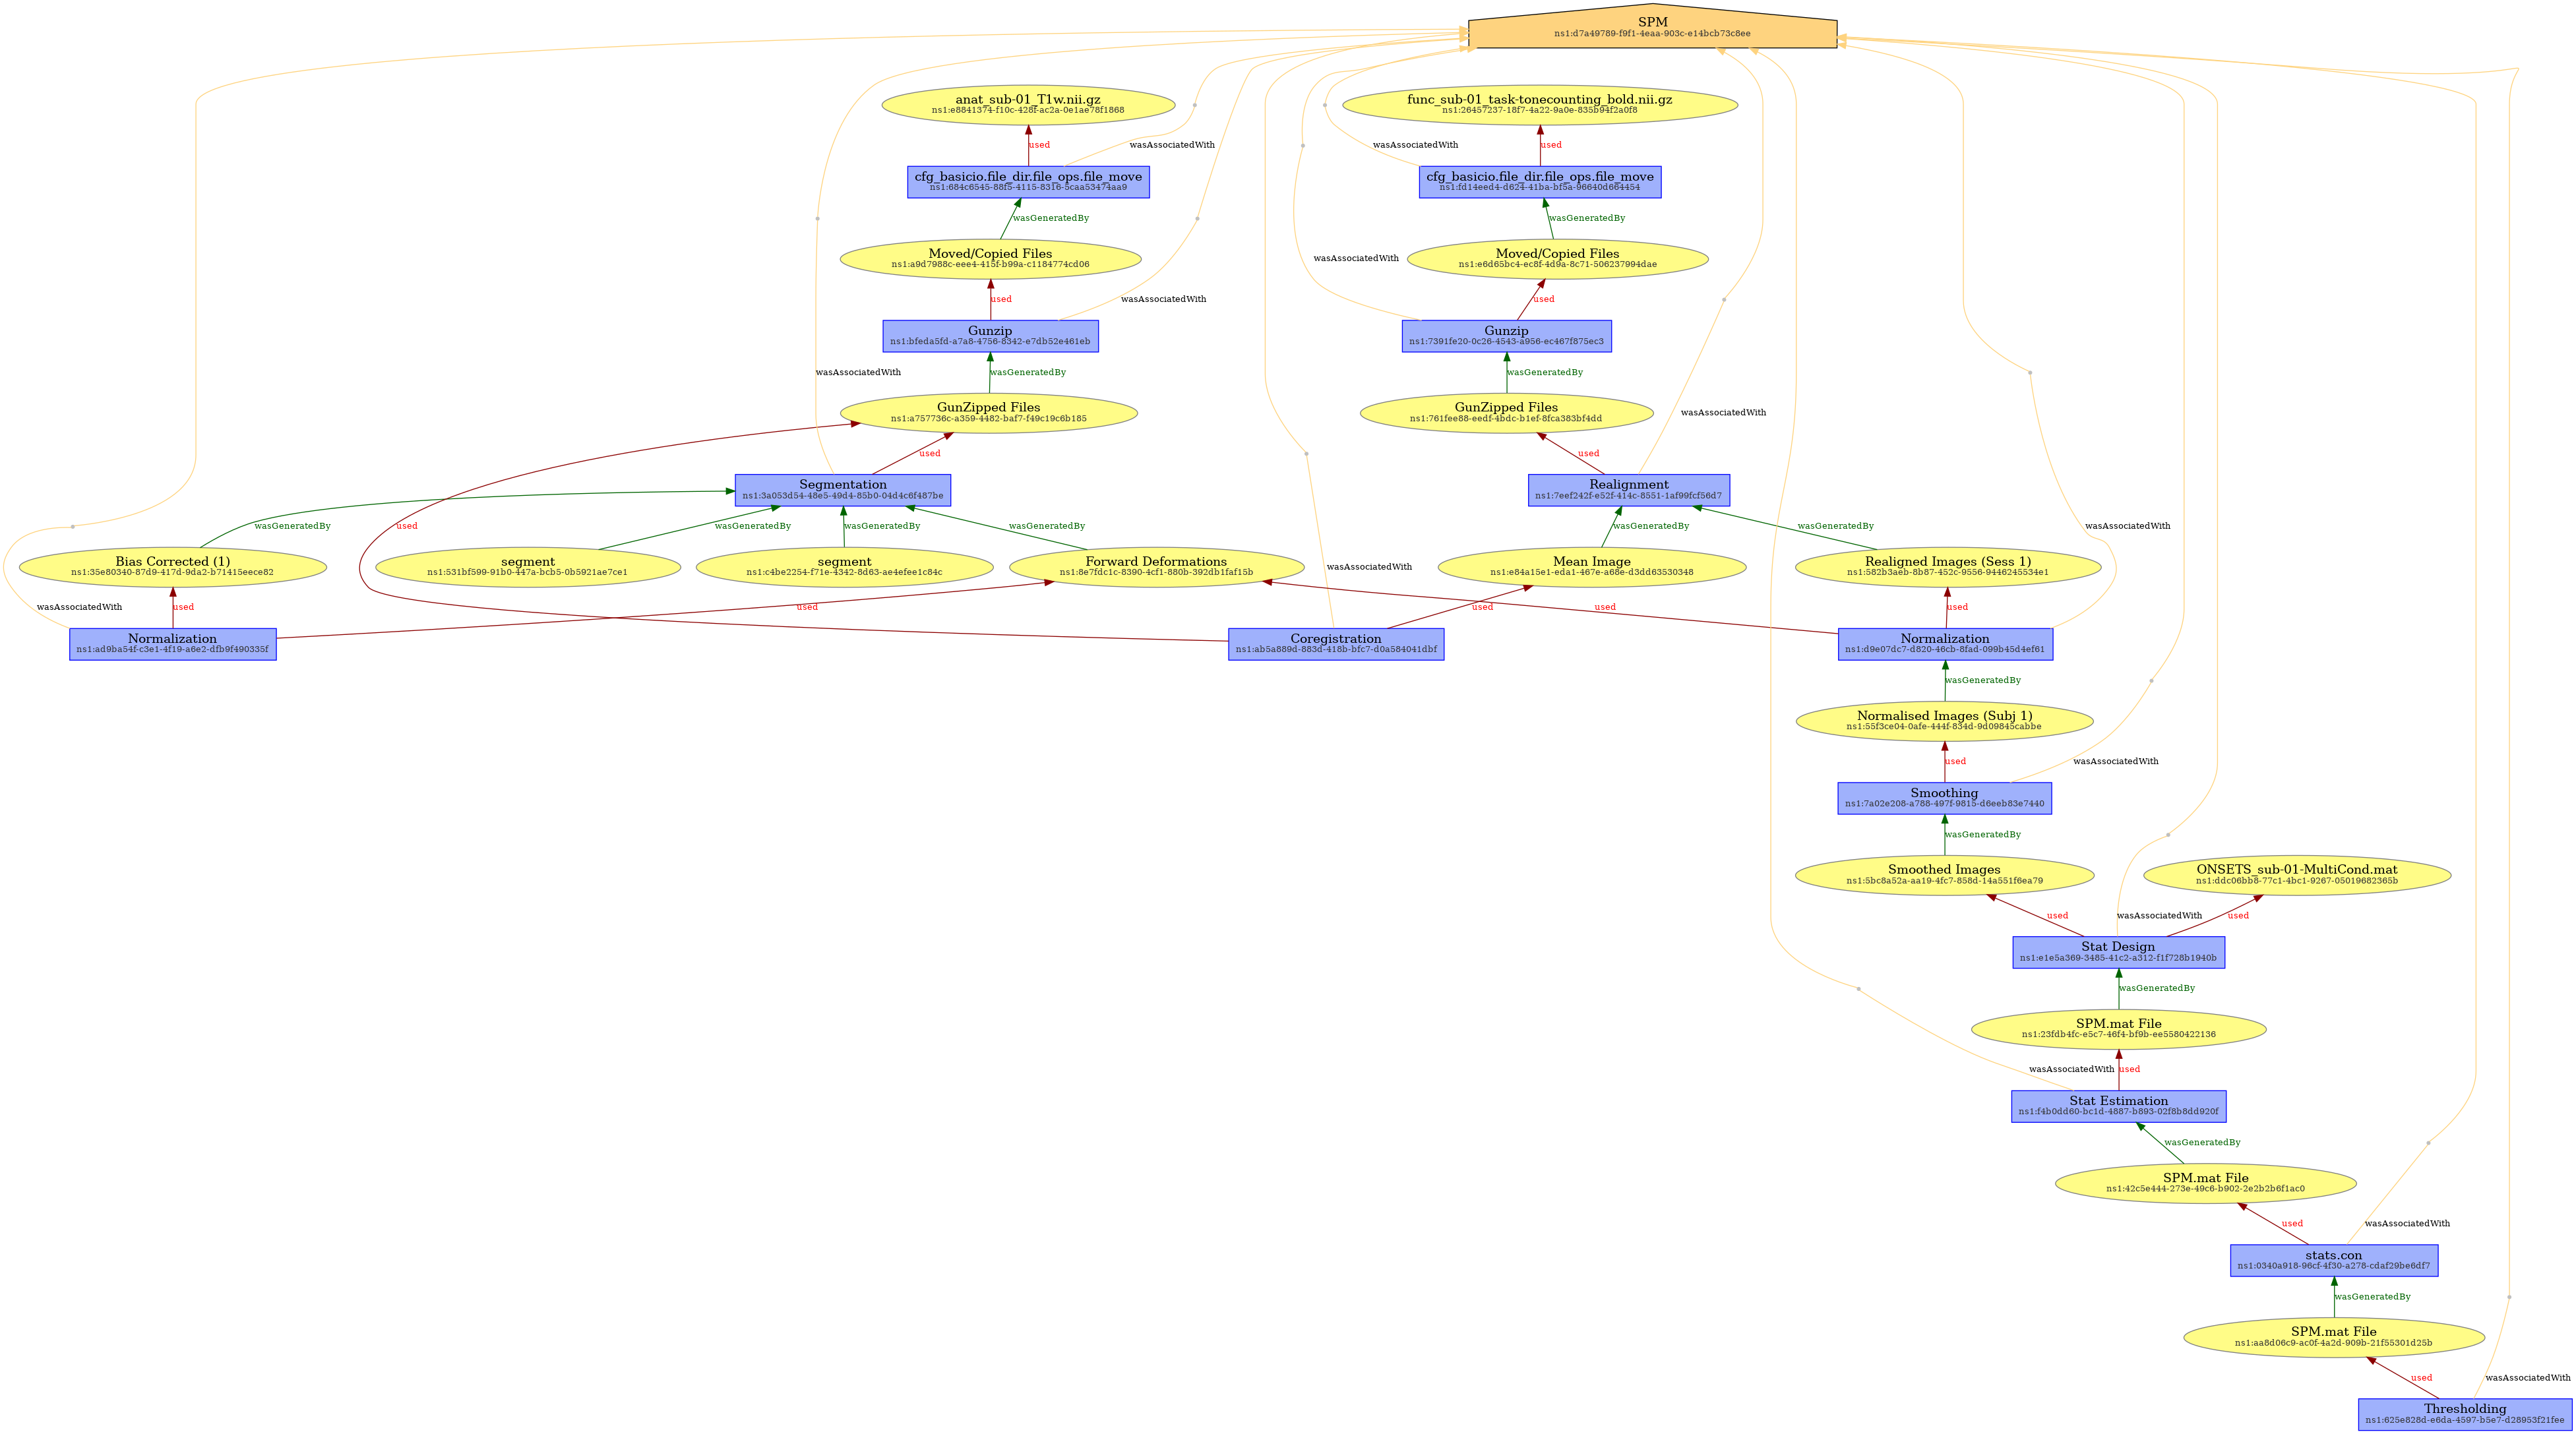 SPM
ns1:d7a49789-f9f1-4eaa-903c-e14bcb73c8ee
anat_sub-01_T1w.nii.gz
ns1:e8841374-f10c-428f-ac2a-0e1ae78f1868
func_sub-01_task-tonecounting_bold.nii.gz
ns1:26457237-18f7-4a22-9a0e-835b94f2a0f8
used
wasAssociatedWith
wasAssociatedWith
used
cfg_basicio.file_dir.file_ops.file_move
ns1:684c6545-88f5-4115-8316-5caa53474aa9
cfg_basicio.file_dir.file_ops.file_move
ns1:fd14eed4-d624-41ba-bf5a-96640d664454
wasGeneratedBy
wasGeneratedBy
Moved/Copied Files
ns1:a9d7988c-eee4-415f-b99a-c1184774cd06
wasAssociatedWith
Moved/Copied Files
ns1:e6d65bc4-ec8f-4d9a-8c71-506237994dae
used
wasAssociatedWith
used
Gunzip
ns1:bfeda5fd-a7a8-4756-8342-e7db52e461eb
Gunzip
ns1:7391fe20-0c26-4543-a956-ec467f875ec3
wasAssociatedWith
wasGeneratedBy
wasGeneratedBy
GunZipped Files
ns1:a757736c-a359-4482-baf7-f49c19c6b185
GunZipped Files
ns1:761fee88-eedf-4bdc-b1ef-8fca383bf4dd
wasAssociatedWith
used
used
Segmentation
ns1:3a053d54-48e5-49d4-85b0-04d4c6f487be
Realignment
ns1:7eef242f-e52f-414c-8551-1af99fcf56d7
wasGeneratedBy
used
wasGeneratedBy
wasGeneratedBy
wasGeneratedBy
wasGeneratedBy
wasGeneratedBy
wasAssociatedWith
Bias Corrected (1)
ns1:35e80340-87d9-417d-9da2-b71415eece82
segment
ns1:531bf599-91b0-447a-bcb5-0b5921ae7ce1
segment
ns1:c4be2254-f71e-4342-8d63-ae4efee1c84c
Forward Deformations
ns1:8e7fdc1c-8390-4cf1-880b-392db1faf15b
wasAssociatedWith
Mean Image
ns1:e84a15e1-eda1-467e-a68e-d3dd63530348
Realigned Images (Sess 1)
ns1:582b3aeb-8b87-452c-9556-9446245534e1
wasAssociatedWith
used
used
used
used
used
Normalization
ns1:ad9ba54f-c3e1-4f19-a6e2-dfb9f490335f
Coregistration
ns1:ab5a889d-883d-418b-bfc7-d0a584041dbf
Normalization
ns1:d9e07dc7-d820-46cb-8fad-099b45d4ef61
wasGeneratedBy
Normalised Images (Subj 1)
ns1:55f3ce04-0afe-444f-834d-9d09845cabbe
used
wasAssociatedWith
Smoothing
ns1:7a02e208-a788-497f-9815-d6eeb83e7440
wasGeneratedBy
Smoothed Images
ns1:5bc8a52a-aa19-4fc7-858d-14a551f6ea79
ONSETS_sub-01-MultiCond.mat
ns1:ddc06bb8-77c1-4bc1-9267-05019682365b
used
wasAssociatedWith
used
Stat Design
ns1:e1e5a369-3485-41c2-a312-f1f728b1940b
wasGeneratedBy
SPM.mat File
ns1:23fdb4fc-e5c7-46f4-bf9b-ee5580422136
wasAssociatedWith
used
Stat Estimation
ns1:f4b0dd60-bc1d-4887-b893-02f8b8dd920f
wasGeneratedBy
SPM.mat File
ns1:42c5e444-273e-49c6-b902-2e2b2b6f1ac0
used
wasAssociatedWith
stats.con
ns1:0340a918-96cf-4f30-a278-cdaf29be6df7
wasGeneratedBy
SPM.mat File
ns1:aa8d06c9-ac0f-4a2d-909b-21f55301d25b
used
wasAssociatedWith
Thresholding
ns1:625e828d-e6da-4597-b5e7-d28953f21fee